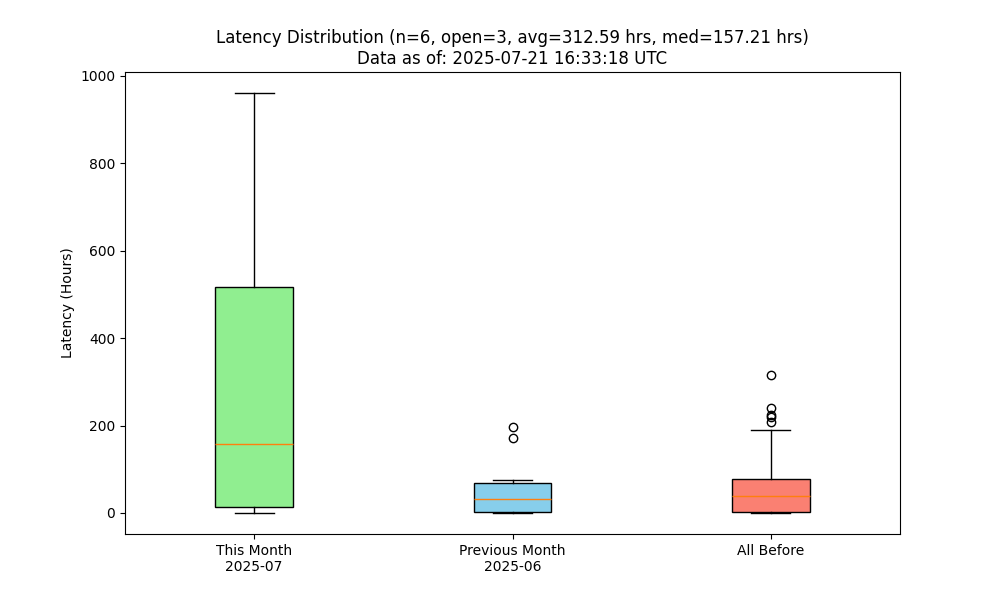 Latency Distribution (n=6, open=3, avg=312.59 hrs, med=157.21 hrs)
Data as of: 2025-07-21 16:33:18 UTC
Latency (Hours)
1000
800
600
400
200
0
This Month
2025-07
Previous Month
2025-06
All Before